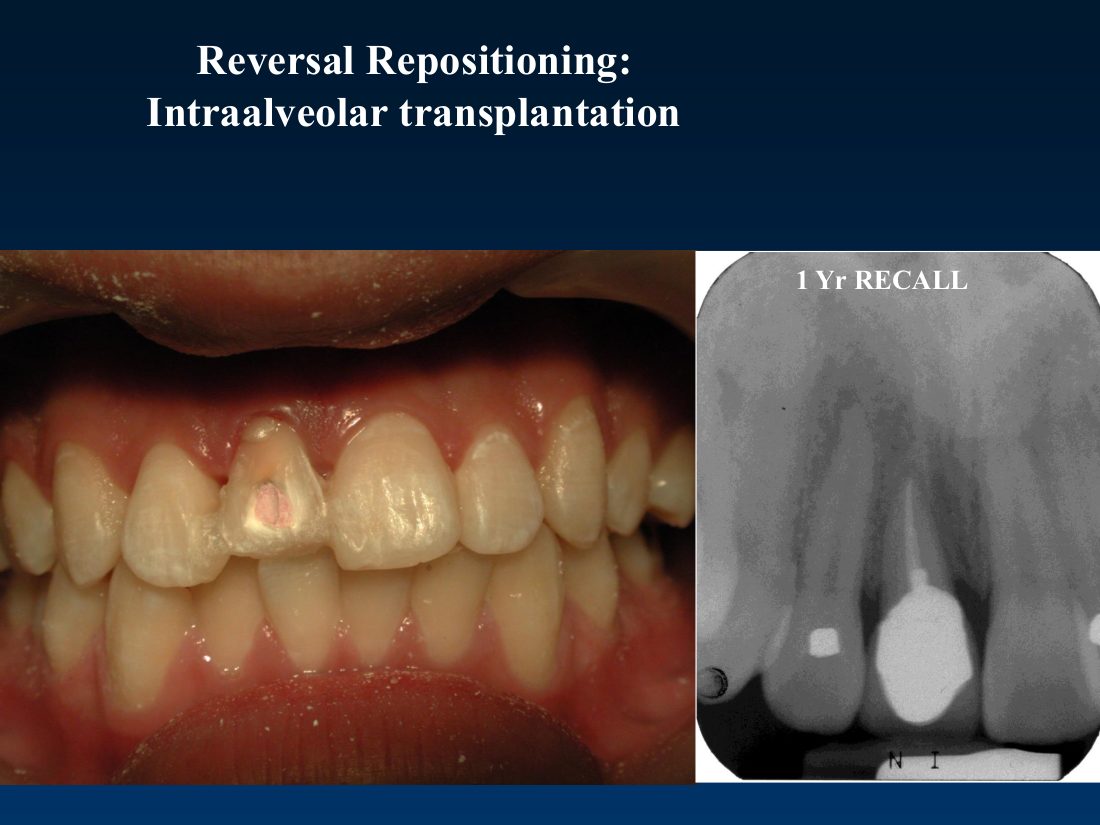 Reversal Repositioning:
Intraalveolar transplantation
1 Yr RECALL
N I